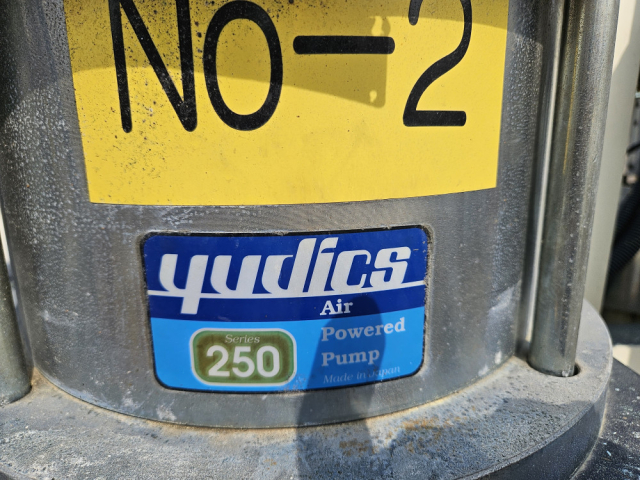 No-2
yudics
Air
Powered
Pump
Made in Japan
Series
250